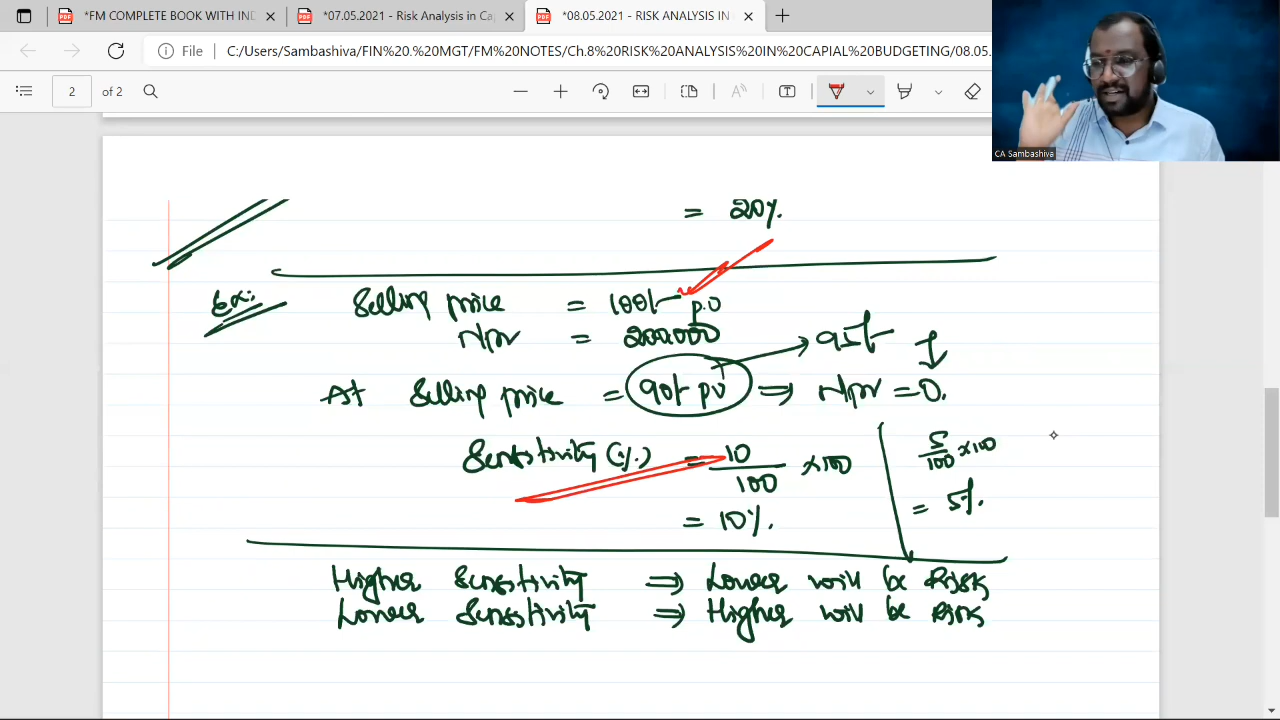 *FM COMPLETE BOOK WITH IND
*07.05.2021 - Risk Analysis in Ca
*08.05.2021 - RISK ANALYSIS IN
File C:/Users/Sambashiva/FIN%20.%20MGT/FM%20NOTES/Ch.8%20RISK%20ANALYSIS%20IN%20CAPIAL%20BUDGETING/08.05.
2 of 2
CA Sambashiva
= 20%.
Ex:
Selling price = 100/- p.u
NPV = 200000
95/- ↓
At Selling price = 90/- pu ⇒ NPV = 0.
Sensitivity (%) = 10/100 × 100
= 10%.
5/100 × 100
= 5%.
Higher Sensitivity ⇒ Lower will be Risk
Lower Sensitivity ⇒ Higher will be Risk